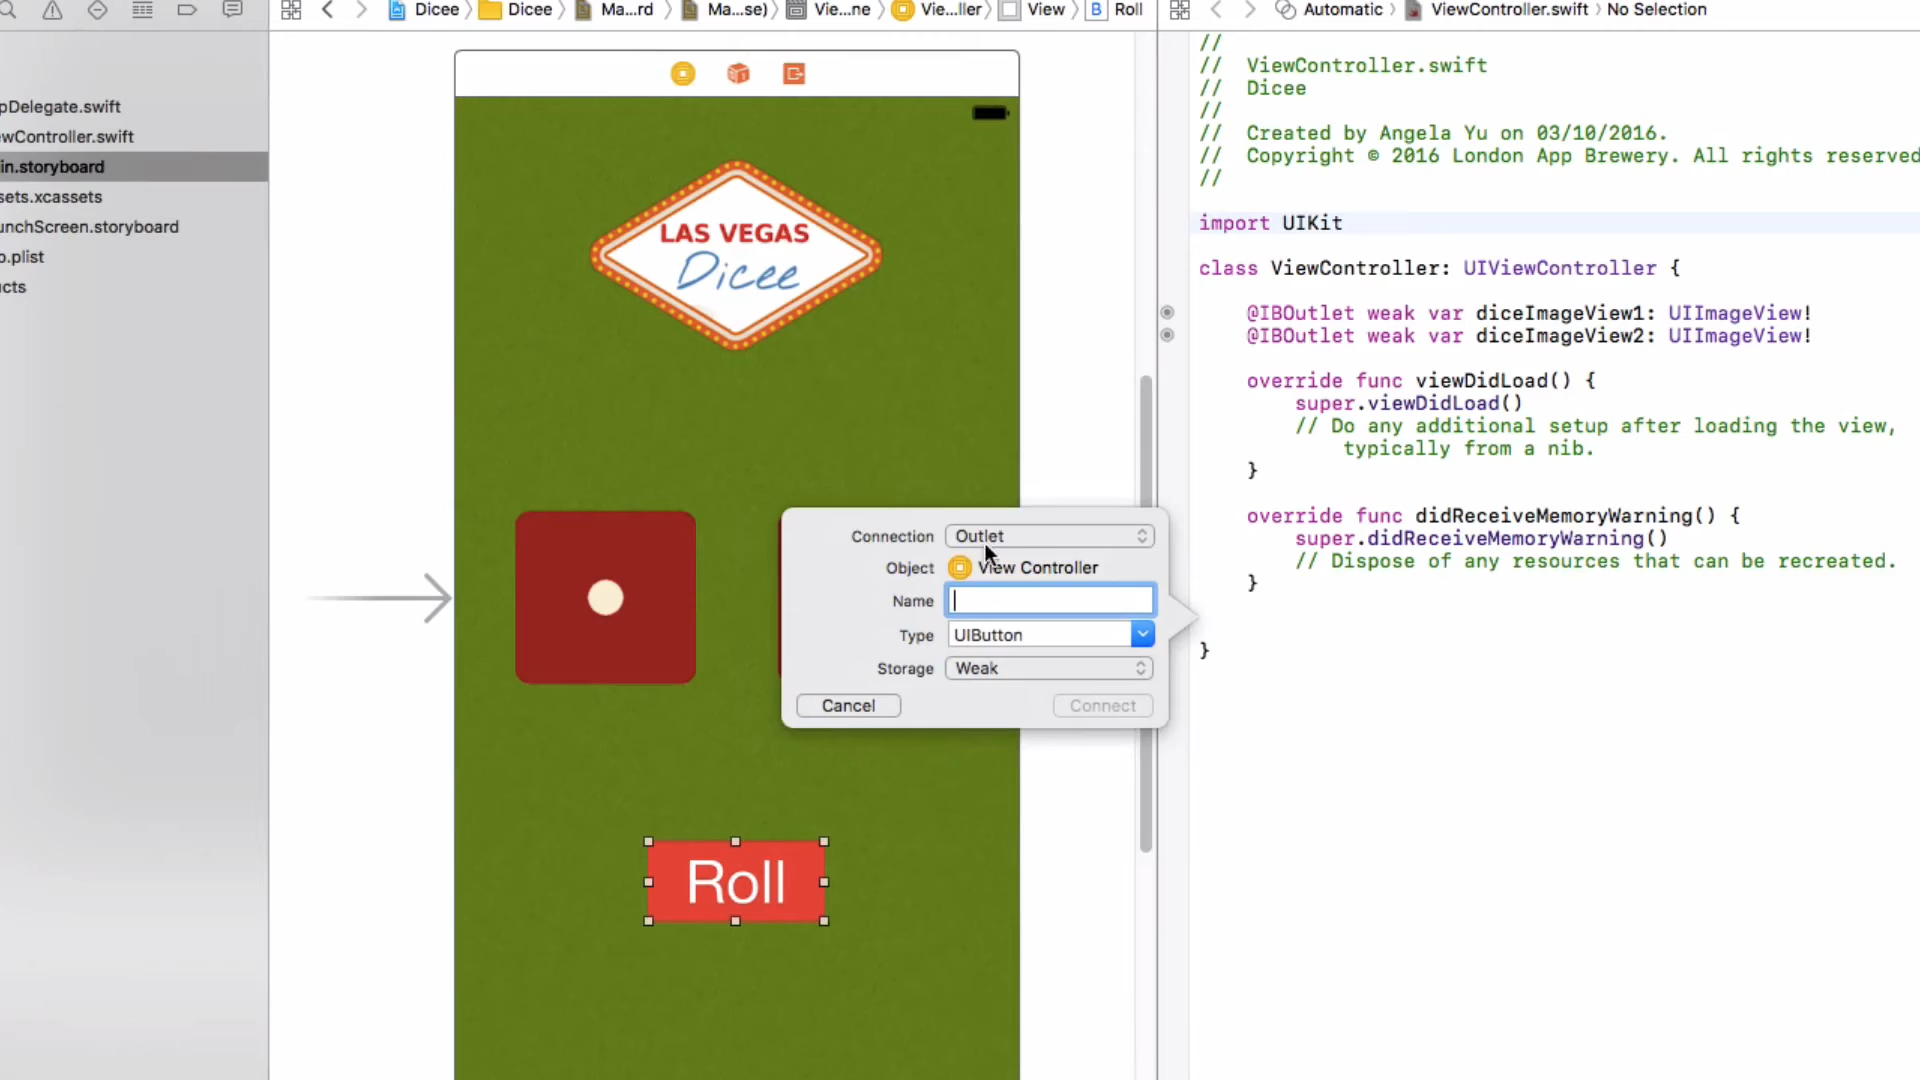 Dicee
Dicee
Ma...rd
Ma...se)
Vie...ne
Vie...ller
View
B
Roll
Automatic
ViewController.swift
No Selection
pDelegate.swift
ewController.swift
in.storyboard
sets.xcassets
unchScreen.storyboard
o.plist
cts
LAS VEGAS
Dicee
Connection
Outlet
Object
View Controller
Name
Type
UIButton
Storage
Weak
Cancel
Connect
Roll
//
// ViewController.swift
// Dicee
//
// Created by Angela Yu on 03/10/2016.
// Copyright © 2016 London App Brewery. All rights reserved
//
import UIKit
class ViewController: UIViewController {
@IBOutlet weak var diceImageView1: UIImageView!
@IBOutlet weak var diceImageView2: UIImageView!
override func viewDidLoad() {
super.viewDidLoad()
// Do any additional setup after loading the view,
typically from a nib.
}
override func didReceiveMemoryWarning() {
super.didReceiveMemoryWarning()
// Dispose of any resources that can be recreated.
}
}